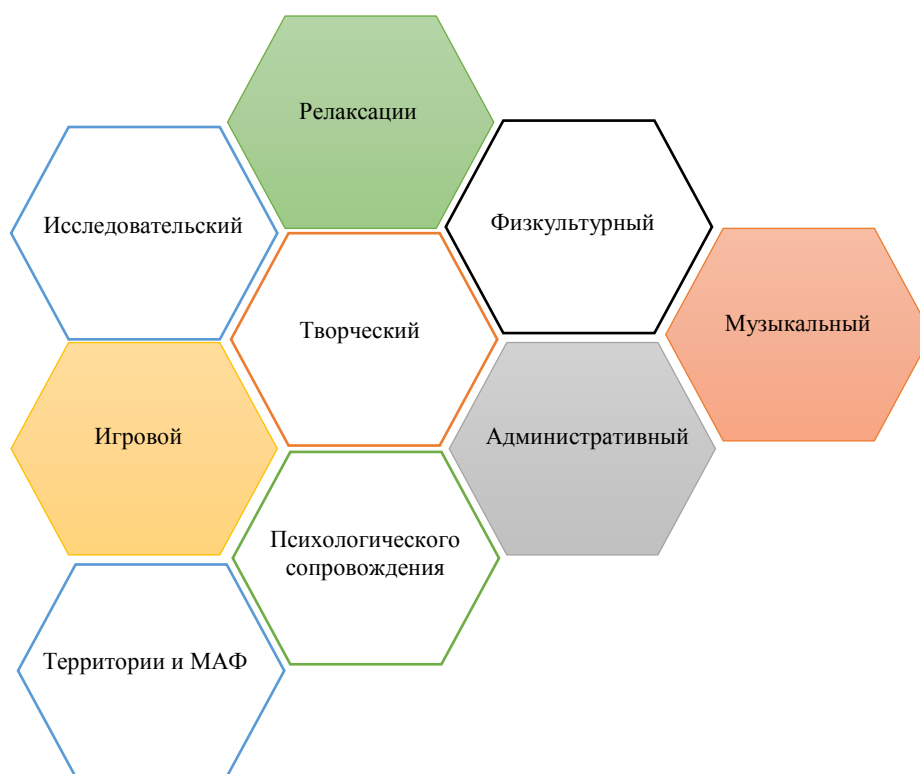 Релаксации
Исследовательский
Физкультурный
Музыкальный
Творческий
Игровой
Административный
Психологического
сопровождения
Территории и МАФ